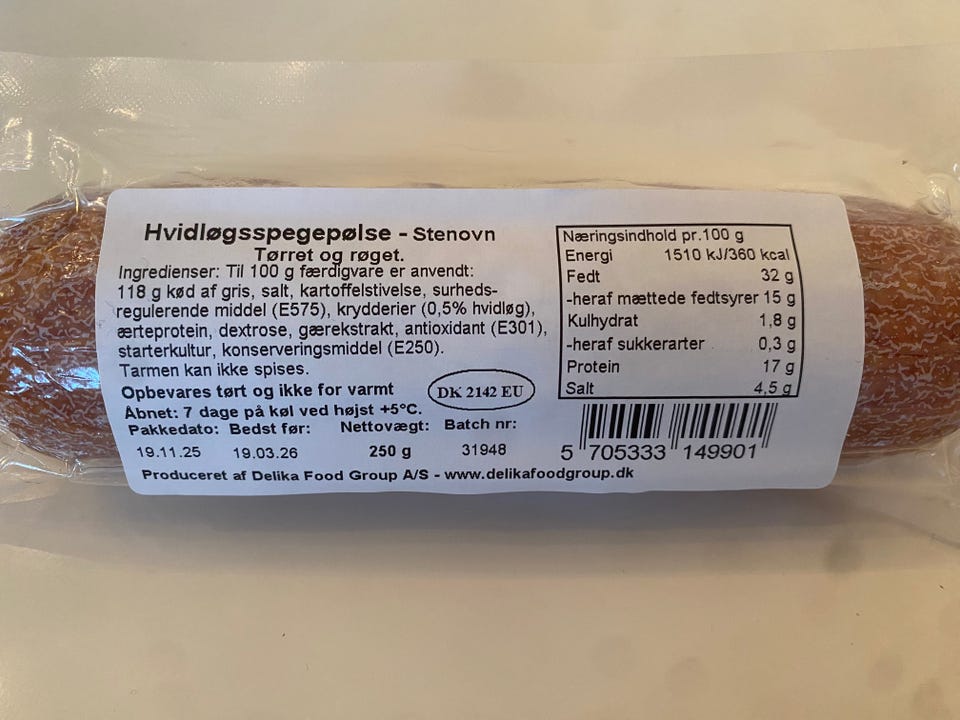 Hvidløgsspegepølse - Stenovn
Tørret og røget.
Ingredienser: Til 100 g færdigvare er anvendt:
118 g kød af gris, salt, kartoffelstivelse, surheds-
regulerende middel (E575), krydderier (0,5% hvidløg),
ærteprotein, dextrose, gærekstrakt, antioxidant (E301),
starterkultur, konserveringsmiddel (E250).
Tarmen kan ikke spises.
Opbevares tørt og ikke for varmt
DK 2142 EU
Åbnet: 7 dage på køl ved højst +5°C.
Pakkedato: Bedst før: Nettovægt: Batch nr:
19.11.25 19.03.26 250 g 31948
Produceret af Delika Food Group A/S - www.delikafoodgroup.dk
Næringsindhold pr.100 g
Energi 1510 kJ/360 kcal
Fedt 32 g
-heraf mættede fedtsyrer 15 g
Kulhydrat 1,8 g
-heraf sukkerarter 0,3 g
Protein 17 g
Salt 4,5 g
5 705333 149901